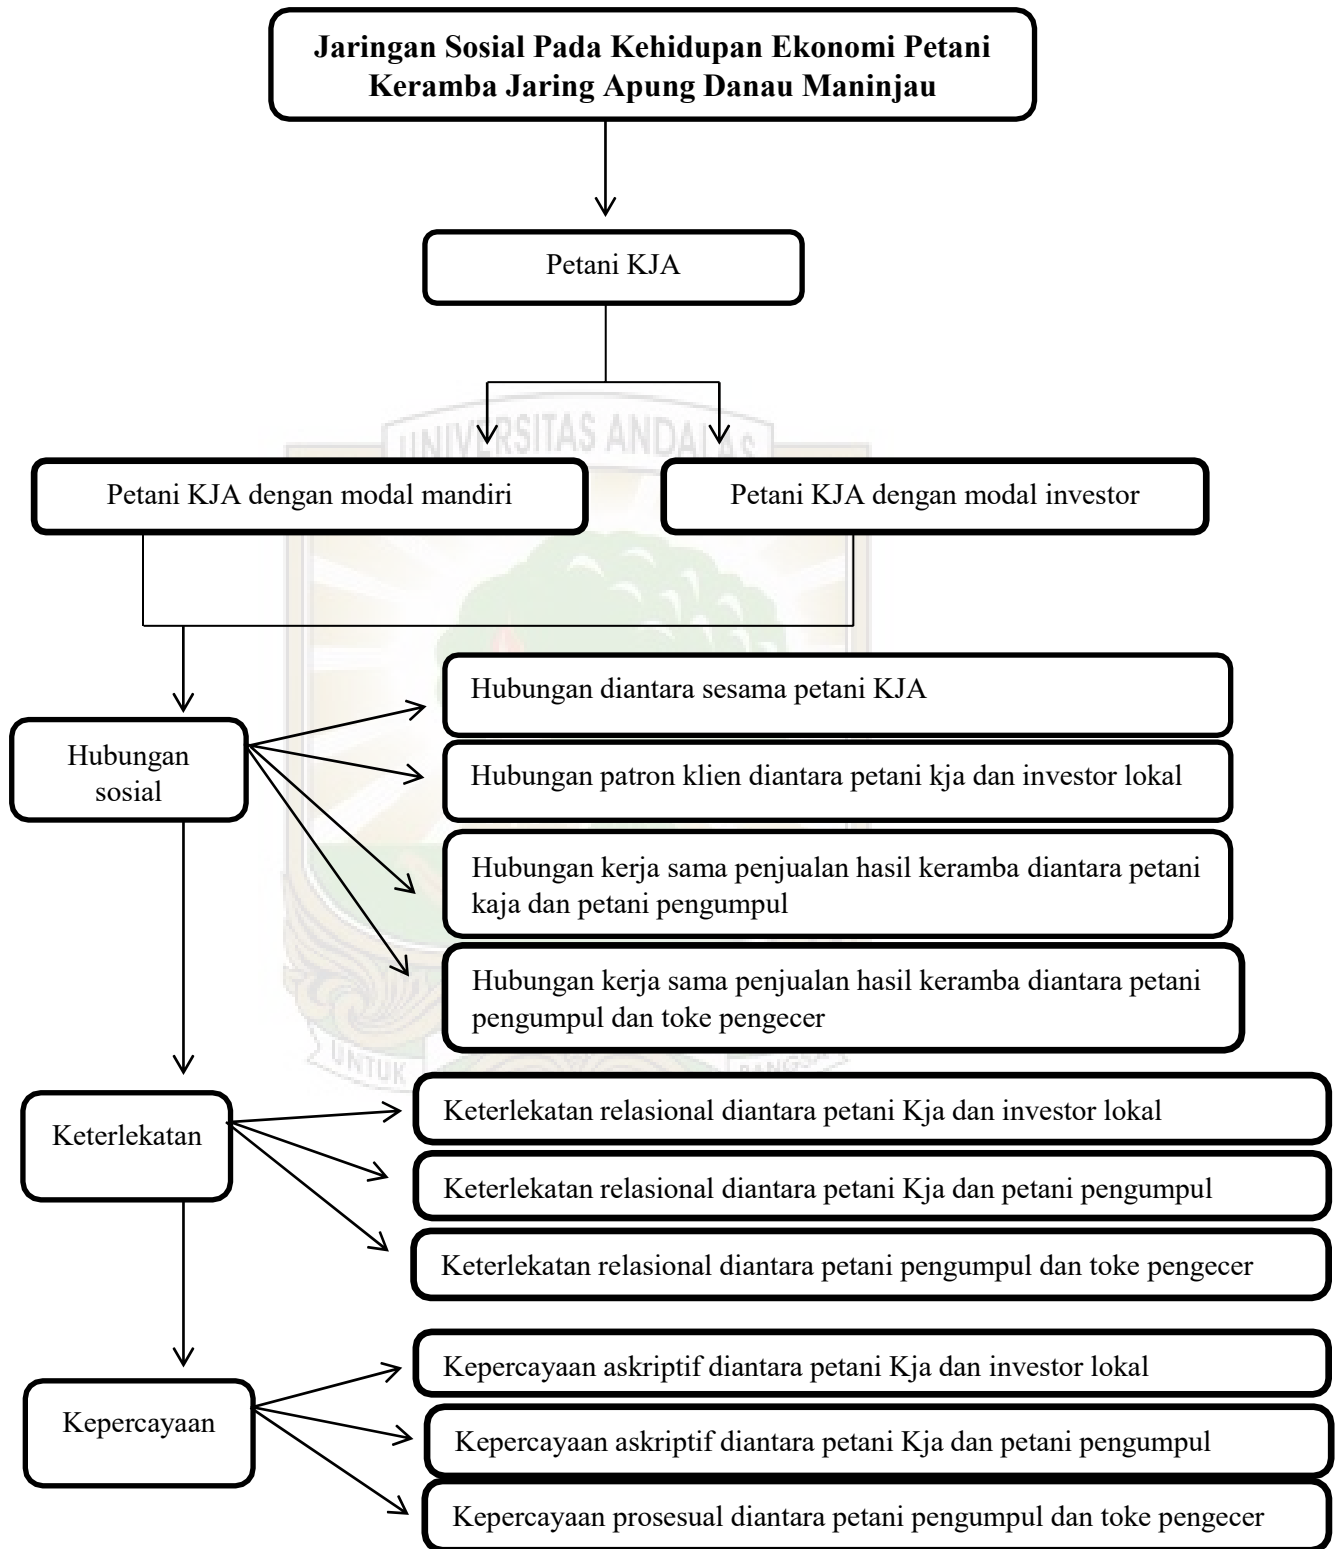 Jaringan Sosial Pada Kehidupan Ekonomi Petani
Keramba Jaring Apung Danau Maninjau
Petani KJA
UNIVERSITAS ANDALAS
Petani KJA dengan modal mandiri
Petani KJA dengan modal investor
Hubungan
sosial
Hubungan diantara sesama petani KJA
Hubungan patron klien diantara petani kja dan investor lokal
Hubungan kerja sama penjualan hasil keramba diantara petani
kaja dan petani pengumpul
Hubungan kerja sama penjualan hasil keramba diantara petani
pengumpul dan toke pengecer
UNTUK
BANGSA
Keterlekatan
Keterlekatan relasional diantara petani Kja dan investor lokal
Keterlekatan relasional diantara petani Kja dan petani pengumpul
Keterlekatan relasional diantara petani pengumpul dan toke pengecer
Kepercayaan
Kepercayaan askriptif diantara petani Kja dan investor lokal
Kepercayaan askriptif diantara petani Kja dan petani pengumpul
Kepercayaan prosesual diantara petani pengumpul dan toke pengecer